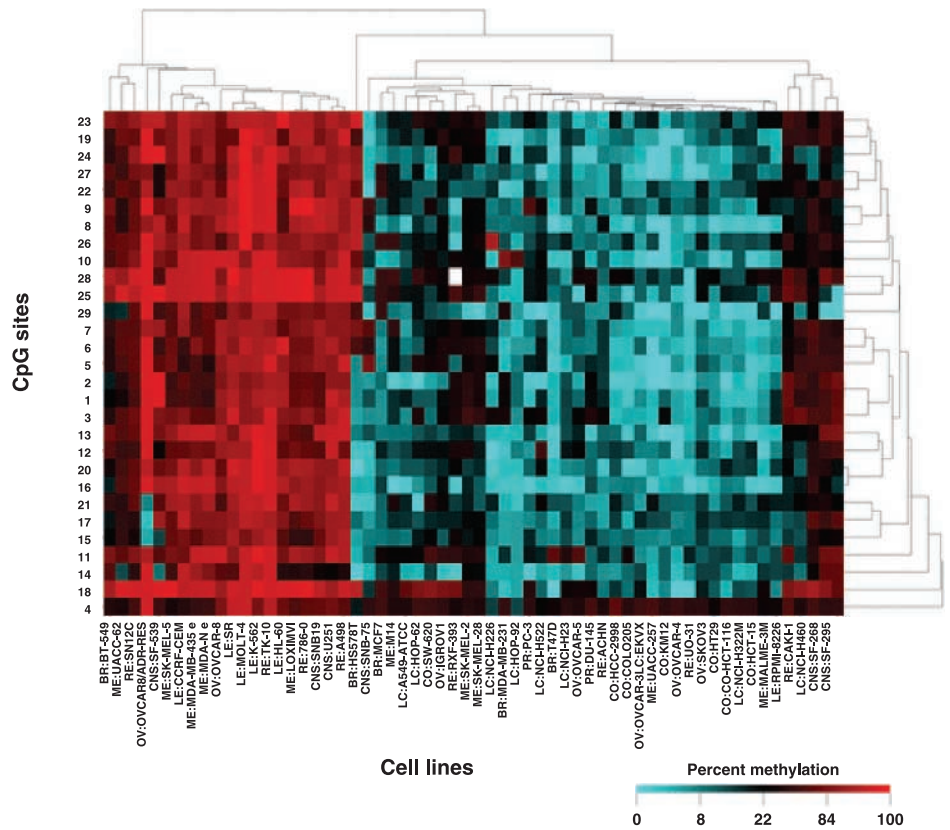 23
19
24
27
22
9
8
26
10
28
25
29
7
6
5
2
1
3
13
12
20
16
21
17
15
11
14
18
4
CpG sites
BR:BT-549
ME:UACC-62
RE:SN12C
OV:OVCAR8/ADR-RES
CNS:SF-539
ME:SK-MEL-5
LE:CCRF-CEM
ME:MDA-MB-435 e
ME:MDA-N e
OV:OVCAR-8
LE:SR
LE:MOLT-4
LE:K-562
RE:TK-10
LE:HL-60
ME:LOXIMVI
RE:786-0
CNS:SNB19
CNS:U251
RE:A498
BR:HS578T
CNS:SNB-75
BR:MCF7
ME:M14
LC:A549-ATCC
LC:HOP-62
CO:SW-620
OV:IGROV1
RE:RXF-393
ME:SK-MEL-2
ME:SK-MEL-28
LC:NCI-H226
BR:MDA-MB-231
LC:HOP-92
PR:PC-3
LC:NCI-H522
BR:T47D
LC:NCI-H23
OV:OVCAR-5
PR:DU-145
RE:ACHN
CO:HCC-2998
CO:COLO205
OV:OVCAR-3LC:EKVX
ME:UACC-257
CO:KM12
OV:OVCAR-4
RE:UO-31
OV:SKOV3
CO:HT29
CO:CO-HCT-116
LC:NCI-H322M
CO:HCT-15
ME:MALME-3M
LE:RPMI-8226
RE:CAKI-1
LC:NCI-H460
CNS:SF-268
CNS:SF-295
Cell lines
Percent methylation
0 8 22 84 100